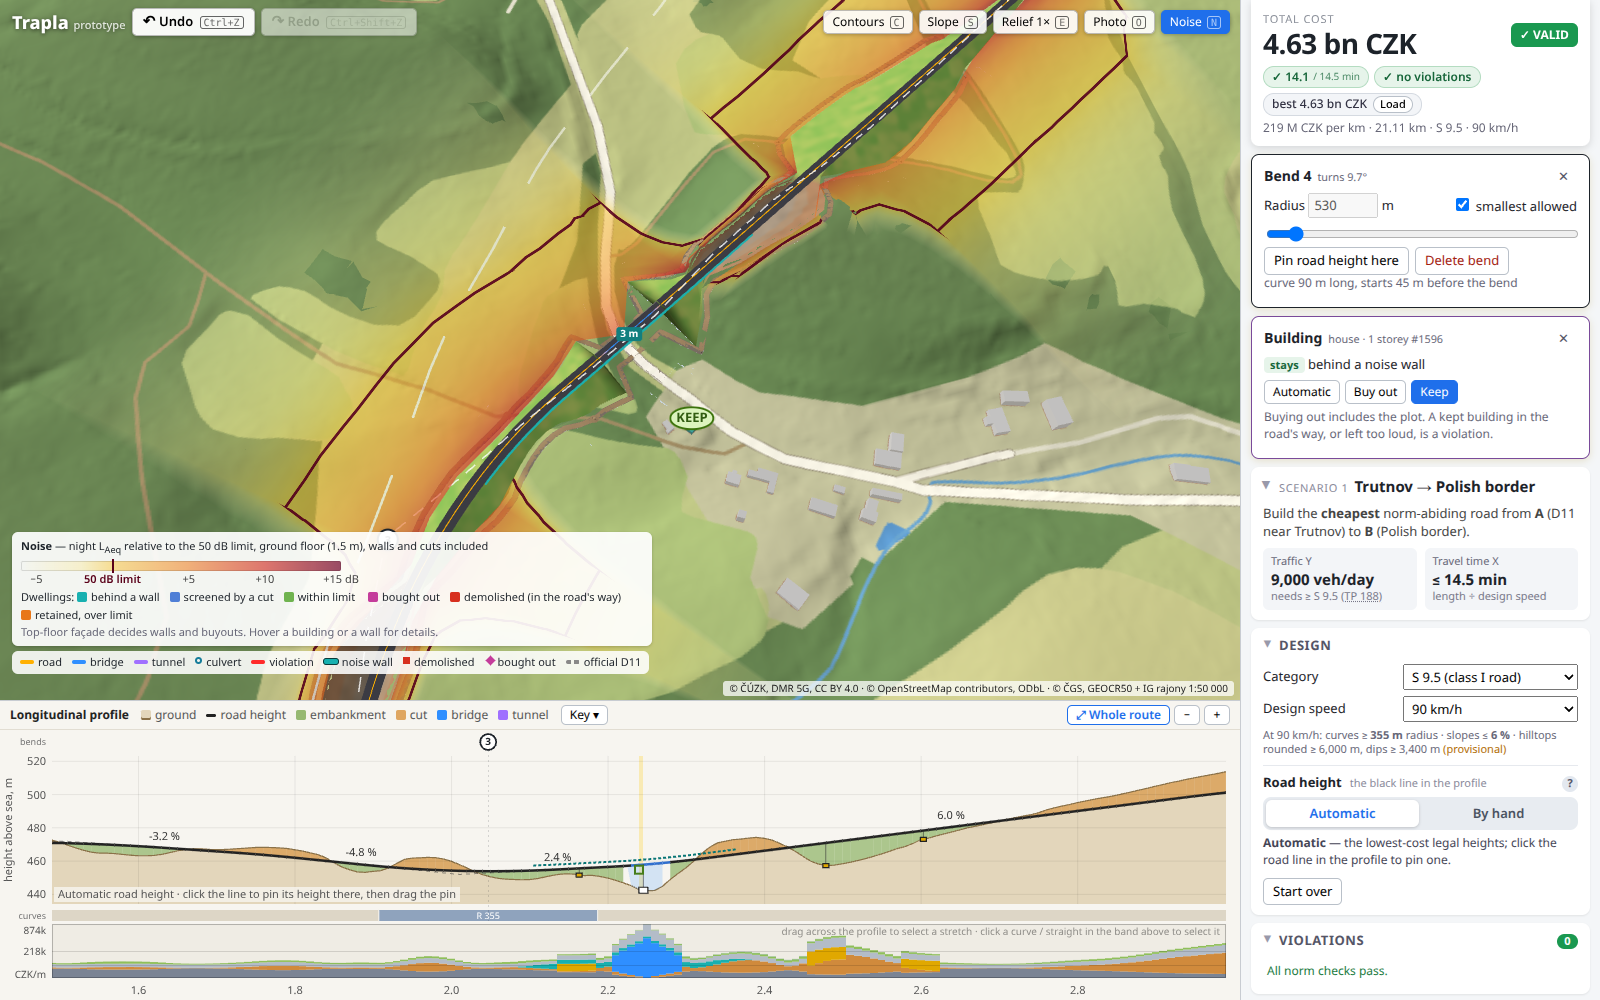 Trapla prototype
↶ Undo Ctrl+Z
↷ Redo Ctrl+Shift+Z
Contours C
Slope S
Relief 1× E
Photo O
Noise N
3 m
KEEP
Noise — night LAeq relative to the 50 dB limit, ground floor (1.5 m), walls and cuts included
−5 50 dB limit +5 +10 +15 dB
Dwellings: behind a wall screened by a cut within limit bought out demolished (in the road's way)
retained, over limit
Top-floor façade decides walls and buyouts. Hover a building or a wall for details.
road bridge tunnel culvert violation noise wall demolished bought out official D11
© ČÚZK, DMR 5G, CC BY 4.0 · © OpenStreetMap contributors, ODbL · © ČGS, GEOCR50 + IG rajony 1:50 000
Longitudinal profile ground road height embankment cut bridge tunnel Key ▾
⤢ Whole route − +
bends
3
height above sea, m
520
500
480
460
440
-3.2 %
-4.8 %
2.4 %
6.0 %
Automatic road height · click the line to pin its height there, then drag the pin
curves
R 355
874k
218k
CZK/m
drag across the profile to select a stretch · click a curve / straight in the band above to select it
1.6 1.8 2.0 2.2 2.4 2.6 2.8
TOTAL COST
4.63 bn CZK
✓ VALID
✓ 14.1 / 14.5 min
✓ no violations
best 4.63 bn CZK Load
219 M CZK per km · 21.11 km · S 9.5 · 90 km/h
Bend 4 turns 9.7° ✕
Radius 530 m
smallest allowed
Pin road height here
Delete bend
curve 90 m long, starts 45 m before the bend
Building house · 1 storey #1596 ✕
stays behind a noise wall
Automatic
Buy out
Keep
Buying out includes the plot. A kept building in the
road's way, or left too loud, is a violation.
SCENARIO 1 Trutnov → Polish border
Build the cheapest norm-abiding road from A (D11
near Trutnov) to B (Polish border).
Traffic Y
9,000 veh/day
needs ≥ S 9.5 (TP 188)
Travel time X
≤ 14.5 min
length ÷ design speed
DESIGN
Category S 9.5 (class I road)
Design speed 90 km/h
At 90 km/h: curves ≥ 355 m radius · slopes ≤ 6 % · hilltops
rounded ≥ 6,000 m, dips ≥ 3,400 m (provisional)
Road height the black line in the profile ?
Automatic
By hand
Automatic — the lowest-cost legal heights; click the
road line in the profile to pin one.
Start over
VIOLATIONS 0
All norm checks pass.